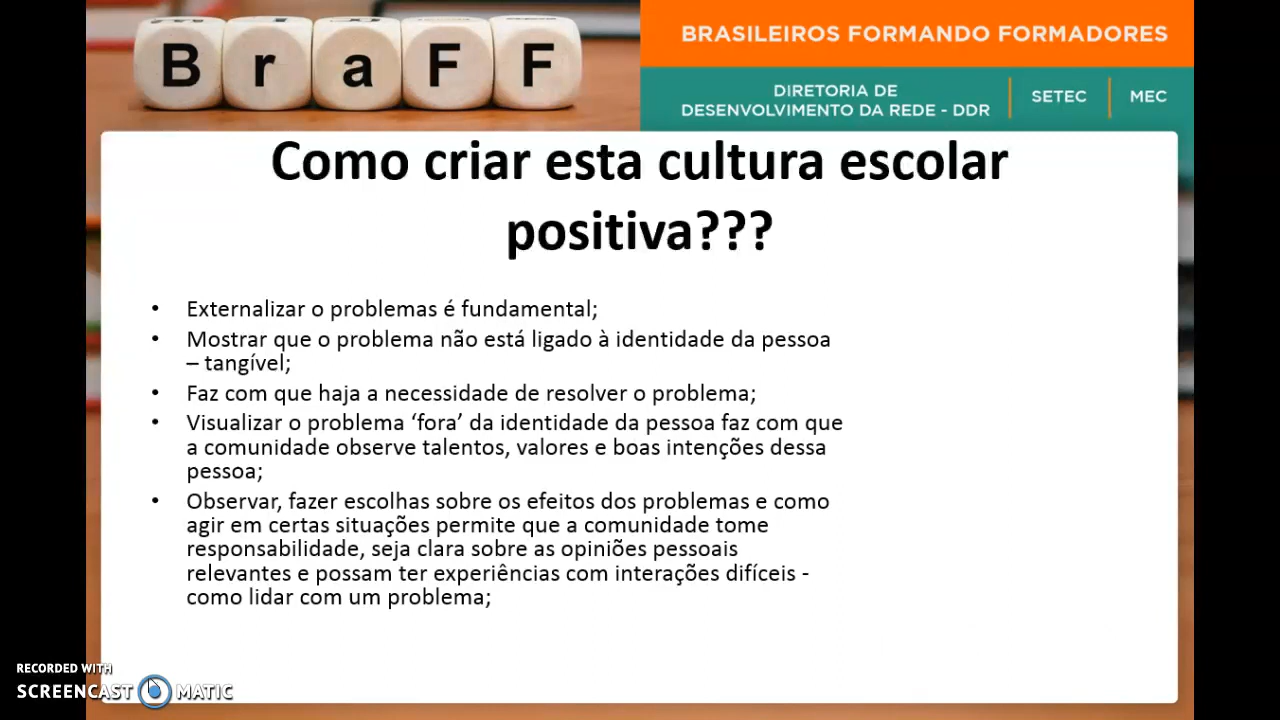 BraFF
BRASILEIROS FORMANDO FORMADORES
DIRETORIA DE
DESENVOLVIMENTO DA REDE - DDR
SETEC
MEC
Como criar esta cultura escolar
positiva???
• Externalizar o problemas é fundamental;
• Mostrar que o problema não está ligado à identidade da pessoa
– tangível;
• Faz com que haja a necessidade de resolver o problema;
• Visualizar o problema ‘fora’ da identidade da pessoa faz com que
a comunidade observe talentos, valores e boas intenções dessa
pessoa;
• Observar, fazer escolhas sobre os efeitos dos problemas e como
agir em certas situações permite que a comunidade tome
responsabilidade, seja clara sobre as opiniões pessoais
relevantes e possam ter experiências com interações difíceis -
como lidar com um problema;
RECORDED WITH
SCREENCAST MATIC